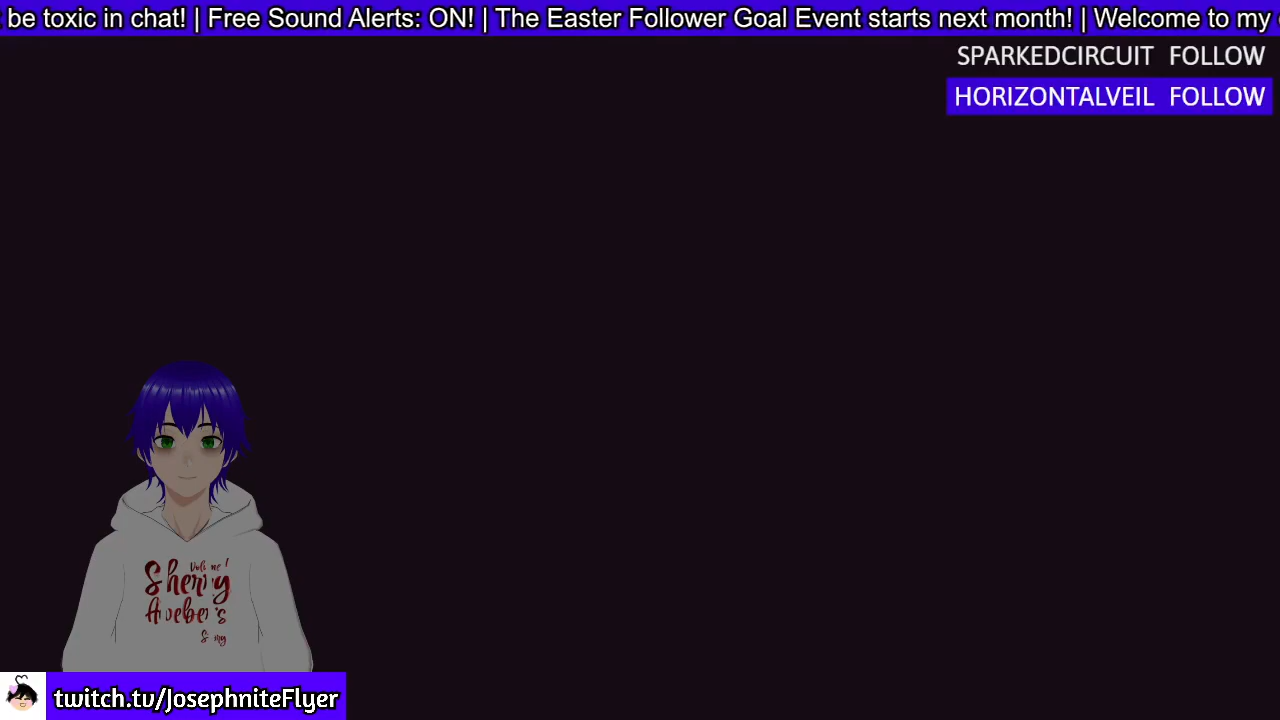 be toxic in chat! | Free Sound Alerts: ON! | The Easter Follower Goal Event starts next month! | Welcome to my
SPARKEDCIRCUIT FOLLOW
HORIZONTALVEIL FOLLOW
Sherry
twitch.tv/JosephniteFlyer